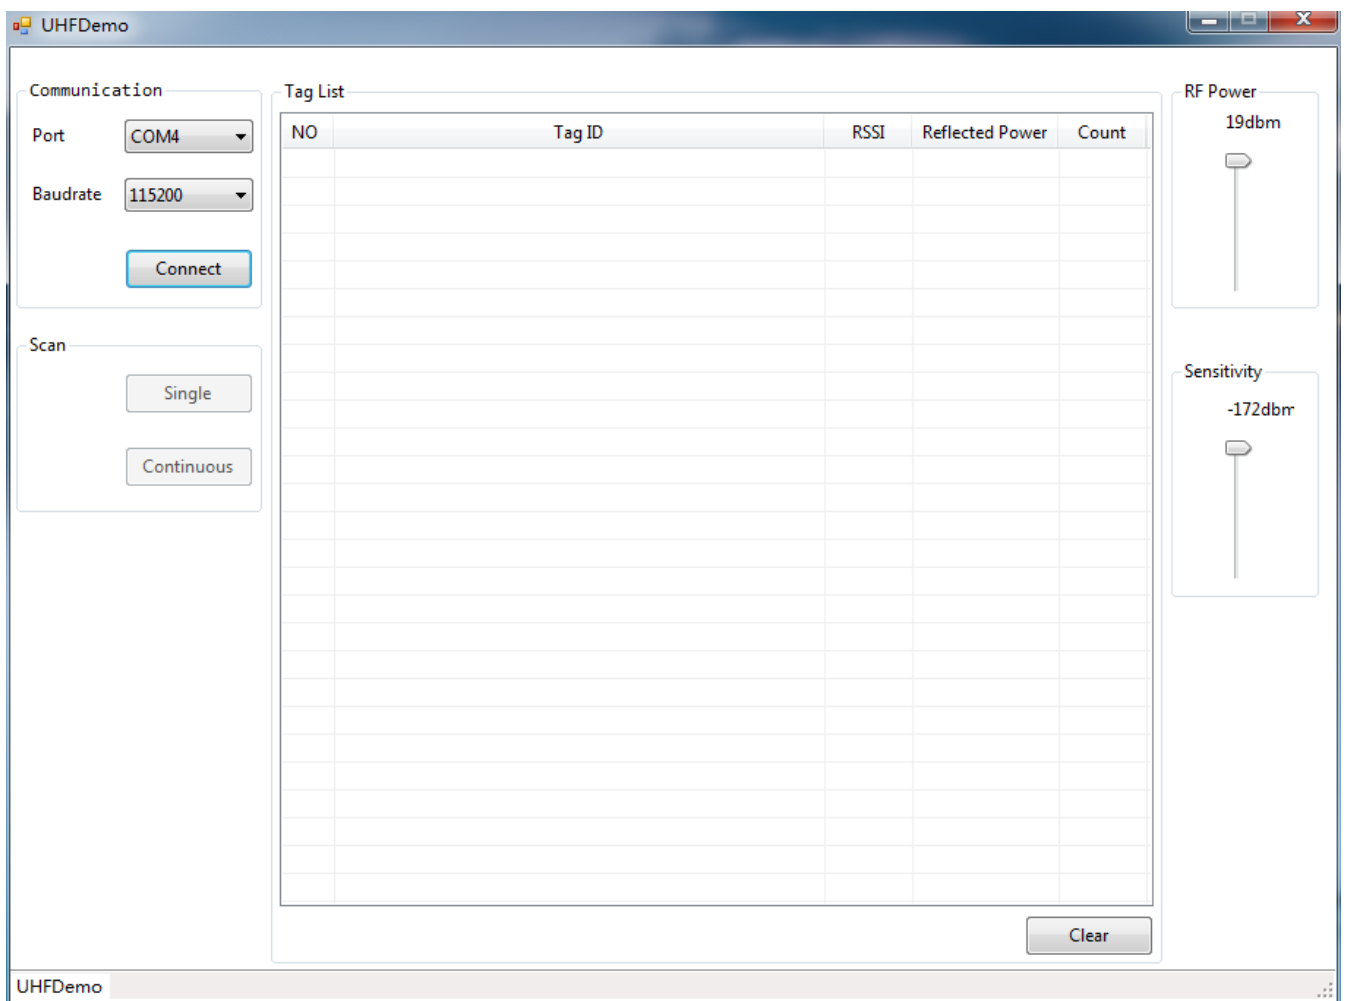 UHFDemo
Communication
Port COM4
Baudrate 115200
Connect
Scan
Single
Continuous
Tag List
NO Tag ID RSSI Reflected Power Count
Clear
RF Power
19dbm
Sensitivity
-172dbm
UHFDemo